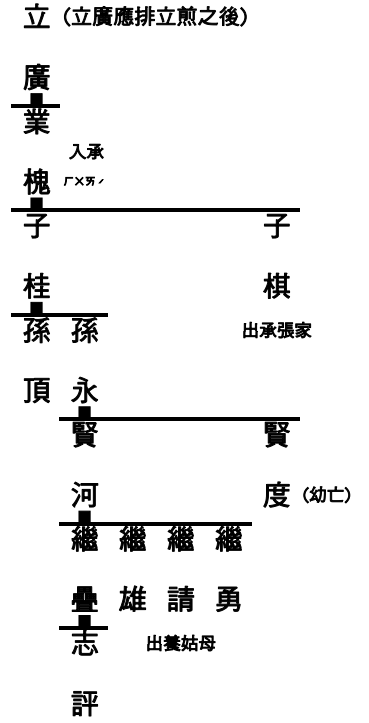 立 (立廣應排立煎之後)
廣
業
入承
槐 ㄏㄨㄞˊ
子 子
桂 棋
孫 孫 出承張家
頂 永
賢 賢
河 度 (幼亡)
繼 繼 繼 繼
疊 雄 請 勇
志 出養姑母
評